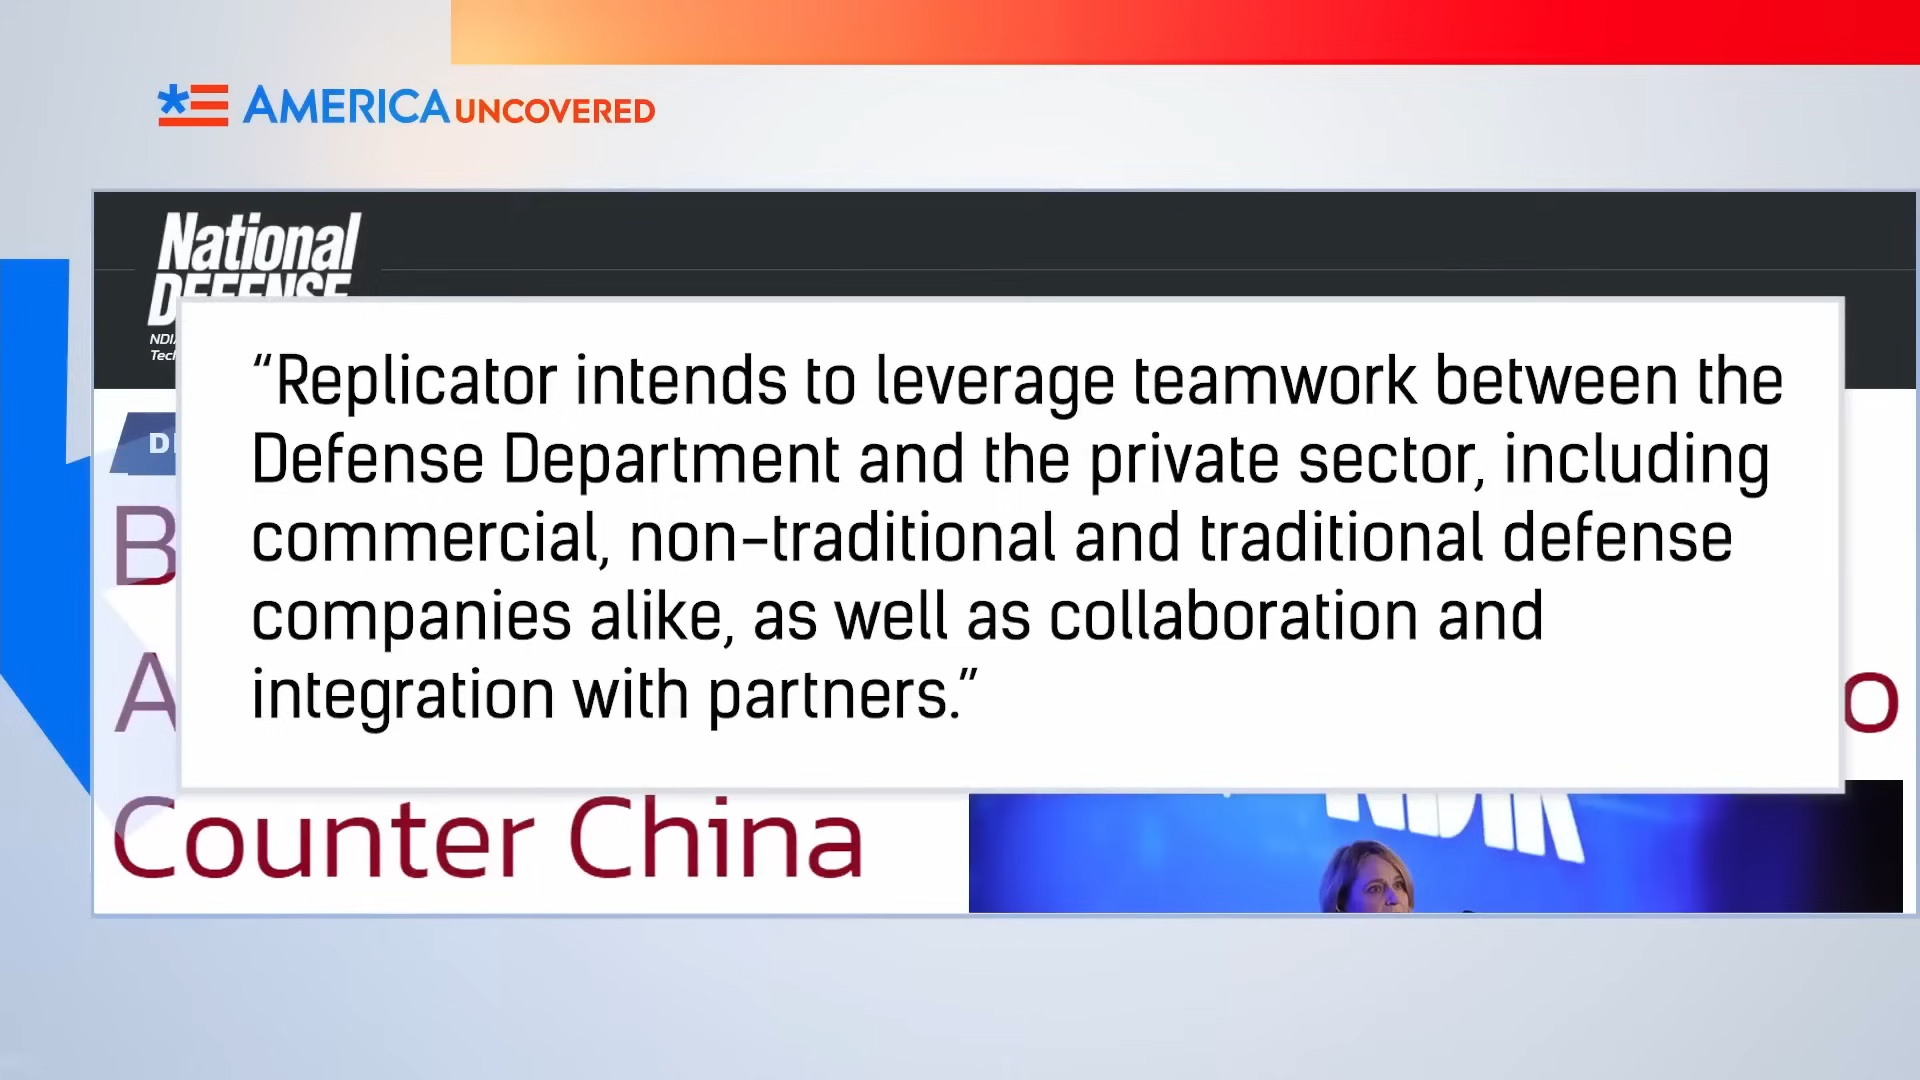 AMERICA UNCOVERED
National
DEFENSE
“Replicator intends to leverage teamwork between the
Defense Department and the private sector, including
commercial, non-traditional and traditional defense
companies alike, as well as collaboration and
integration with partners.”
Counter China